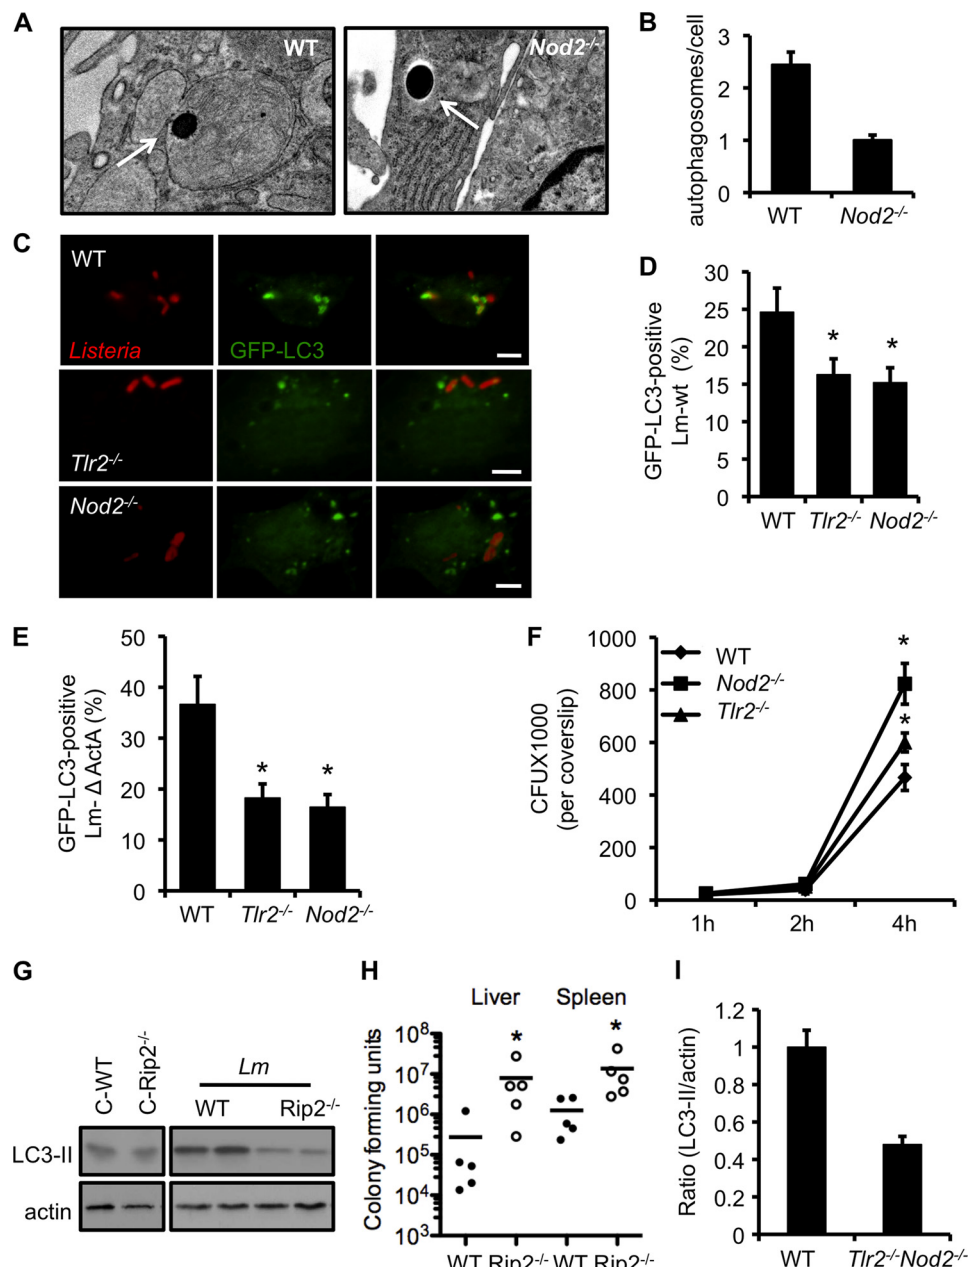 A
WT
Nod2-/-
B
autophagosomes/cell
3
2
1
0
WT
Nod2-/-
C
WT
Listeria
GFP-LC3
Tlr2-/-
Nod2-/-
D
GFP-LC3-positive
Lm-wt (%)
30
25
20
15
10
5
0
*
*
WT
Tlr2-/-
Nod2-/-
E
GFP-LC3-positive
Lm- Δ ActA (%)
50
40
30
20
10
0
*
*
WT
Tlr2-/-
Nod2-/-
F
CFUX1000
(per coverslip)
1000
800
600
400
200
0
WT
Nod2-/-
Tlr2-/-
*
*
1h
2h
4h
G
C-WT
C-Rip2-/-
Lm
WT
Rip2-/-
LC3-II
actin
H
Liver
Spleen
Colony forming units
10^8
10^7
10^6
10^5
10^4
10^3
*
*
WT Rip2-/- WT Rip2-/-
I
Ratio (LC3-II/actin)
1.2
1
0.8
0.6
0.4
0.2
0
WT
Tlr2-/-Nod2-/-